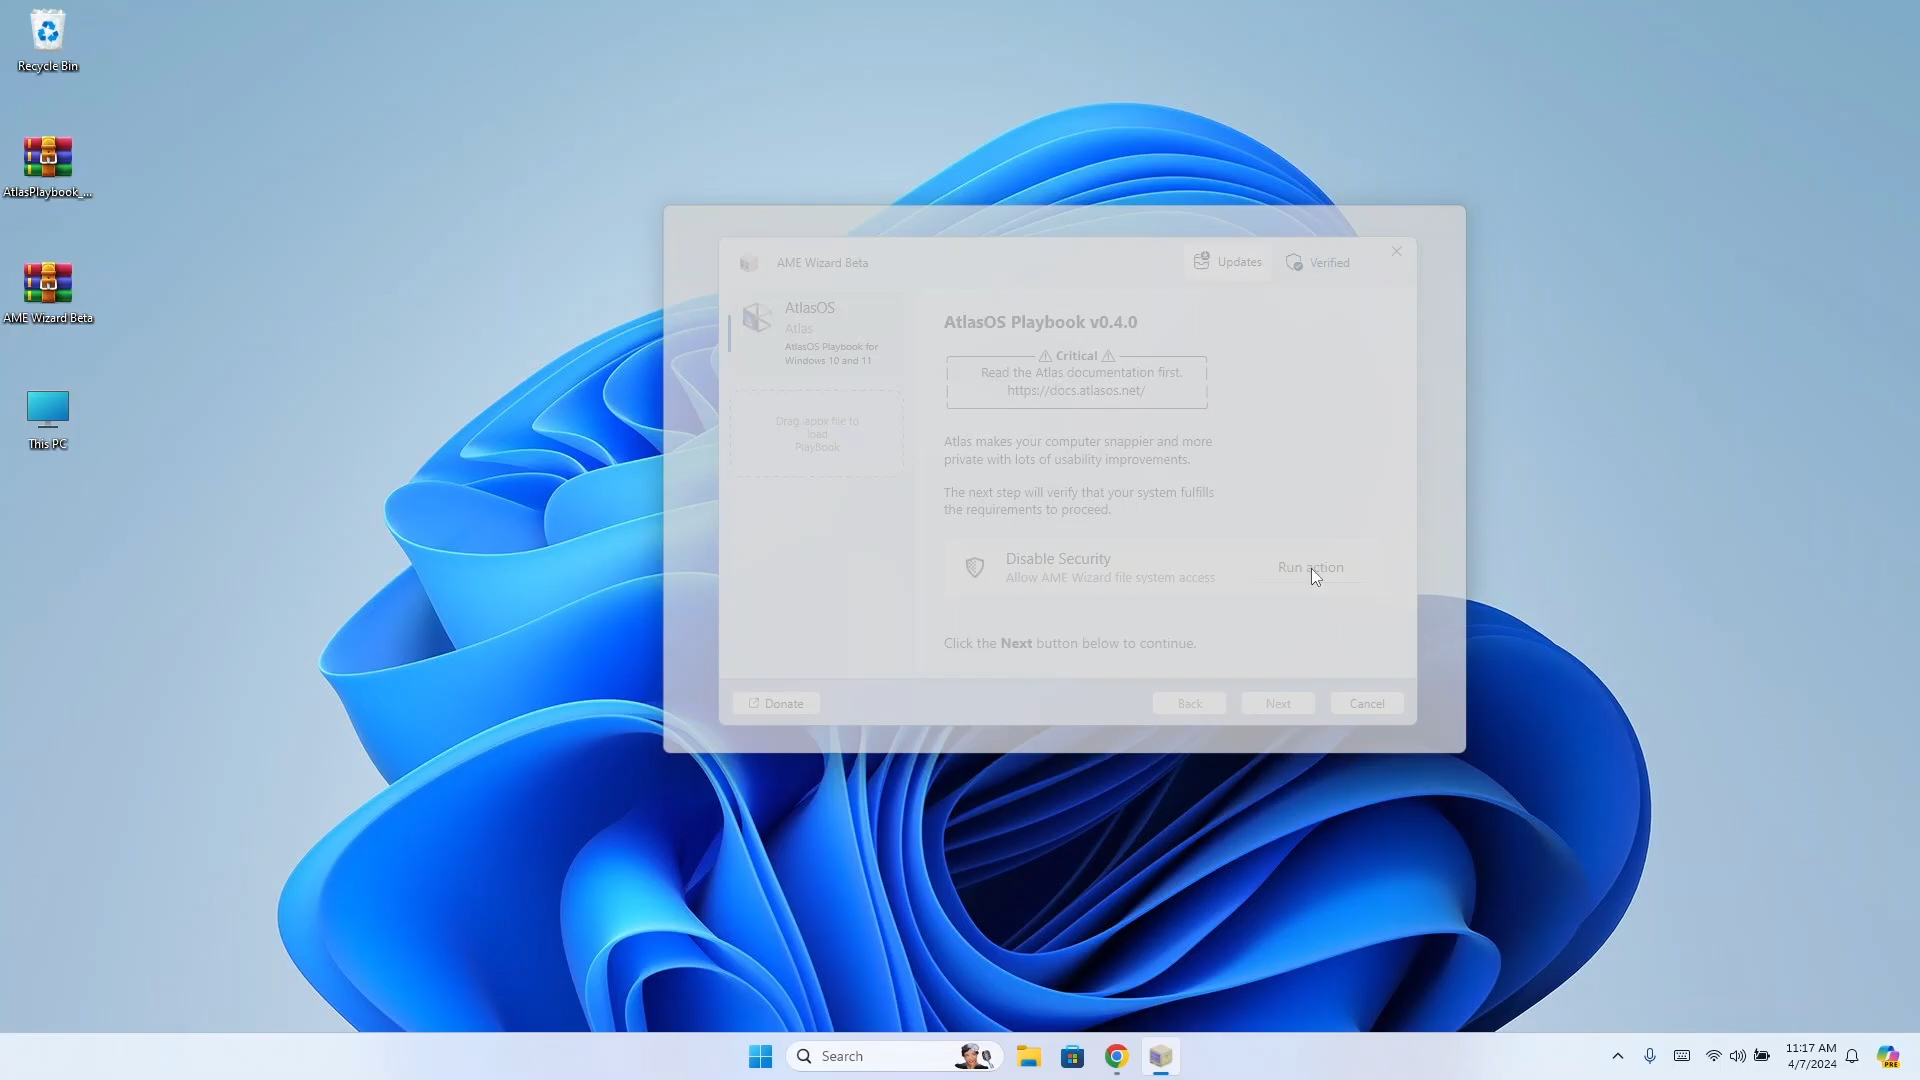 Recycle Bin
AtlasPlaybook_...
AME Wizard Beta
This PC
AME Wizard Beta
Updates
Verified
AtlasOS
Atlas
AtlasOS Playbook for
Windows 10 and 11
Drag .apbx file to
load
PlayBook
AtlasOS Playbook v0.4.0
Critical
Read the Atlas documentation first.
https://docs.atlasos.net/
Atlas makes your computer snappier and more
private with lots of usability improvements.
The next step will verify that your system fulfills
the requirements to proceed.
Disable Security
Allow AME Wizard file system access
Run action
Click the Next button below to continue.
Donate
Back
Next
Cancel
Search
11:17 AM
4/7/2024
PRE